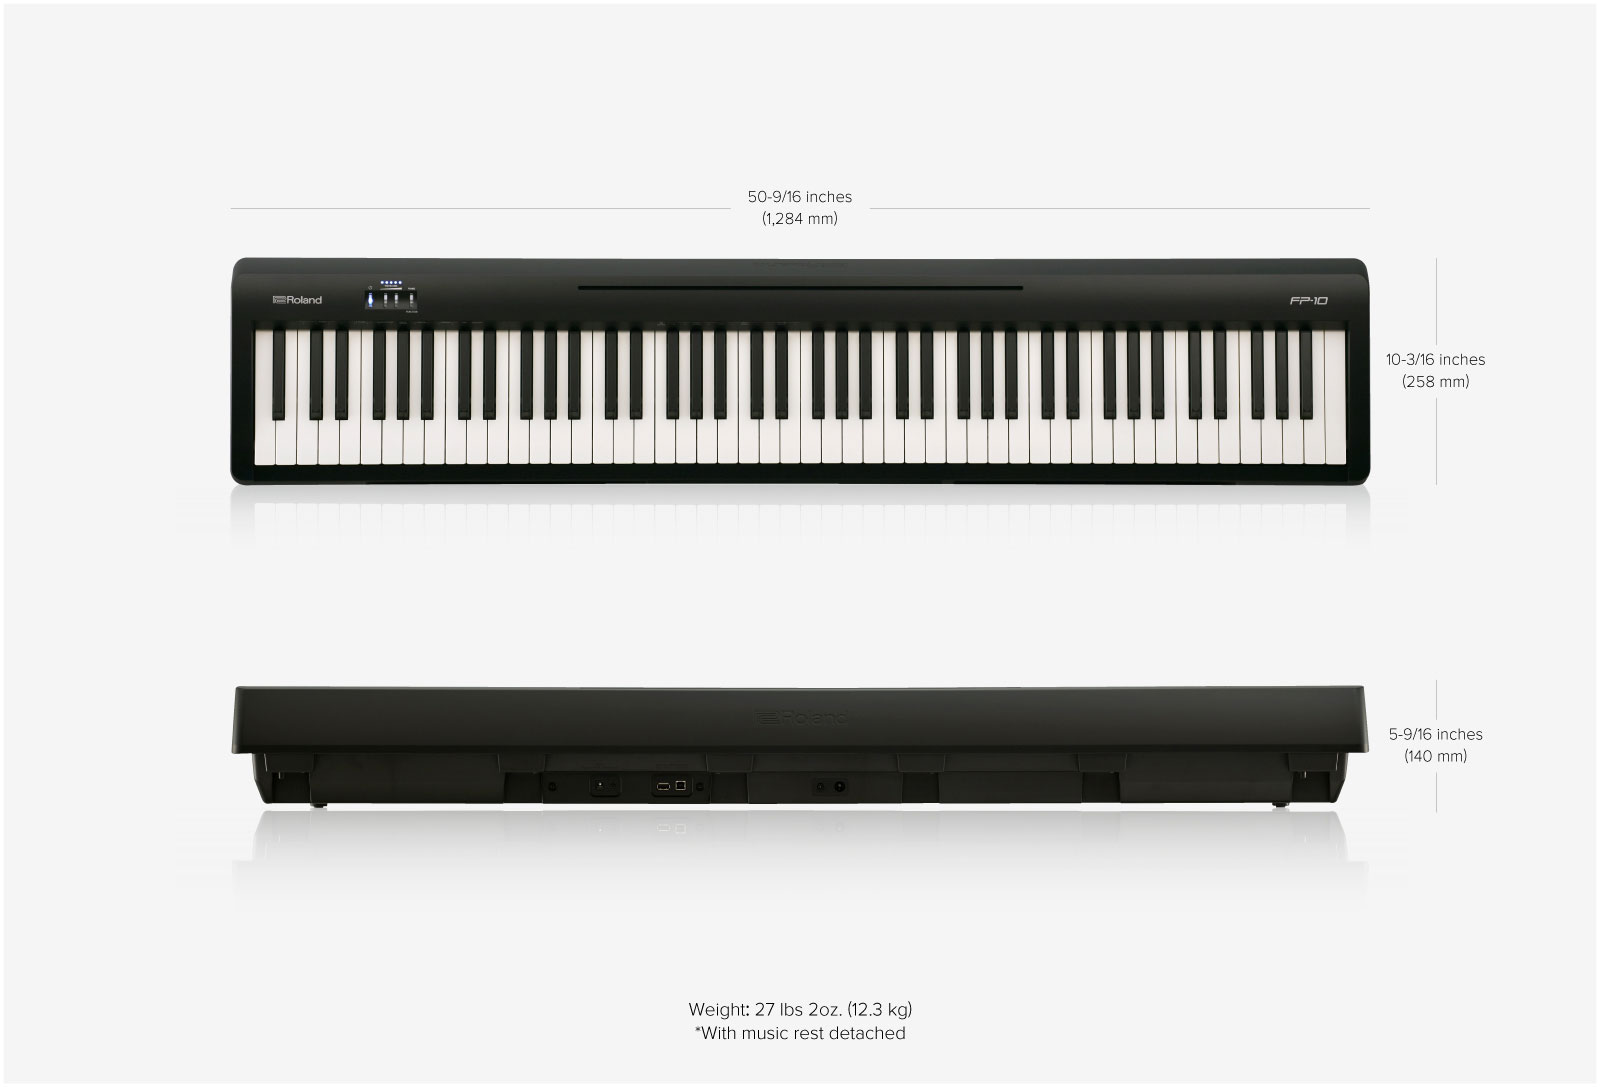 50-9/16 inches
(1,284 mm)
Roland
FP-10
10-3/16 inches
(258 mm)
Roland
5-9/16 inches
(140 mm)
Weight: 27 lbs 2oz. (12.3 kg)
*With music rest detached